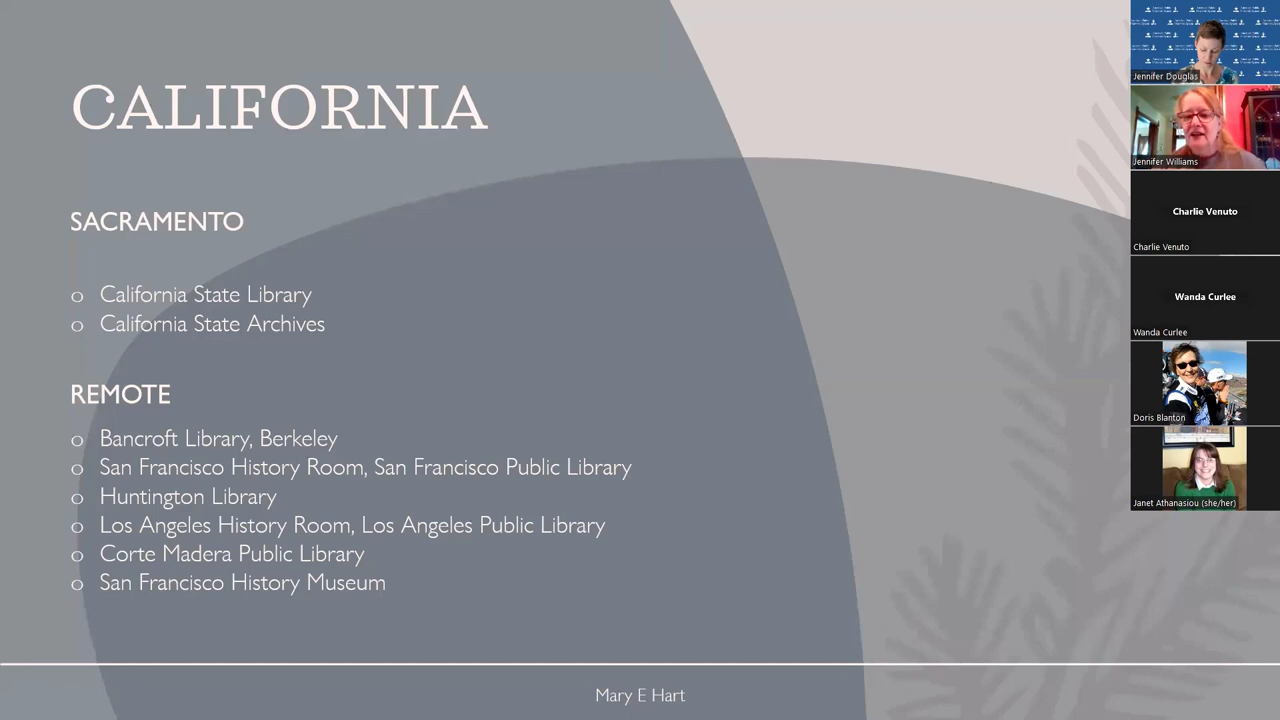 CALIFORNIA
SACRAMENTO
o California State Library
o California State Archives
REMOTE
o Bancroft Library, Berkeley
o San Francisco History Room, San Francisco Public Library
o Huntington Library
o Los Angeles History Room, Los Angeles Public Library
o Corte Madera Public Library
o San Francisco History Museum
Mary E Hart
Jennifer Douglas
Jennifer Williams
Charlie Venuto
Charlie Venuto
Wanda Curlee
Wanda Curlee
Doris Blanton
Janet Athanasiou (she/her)